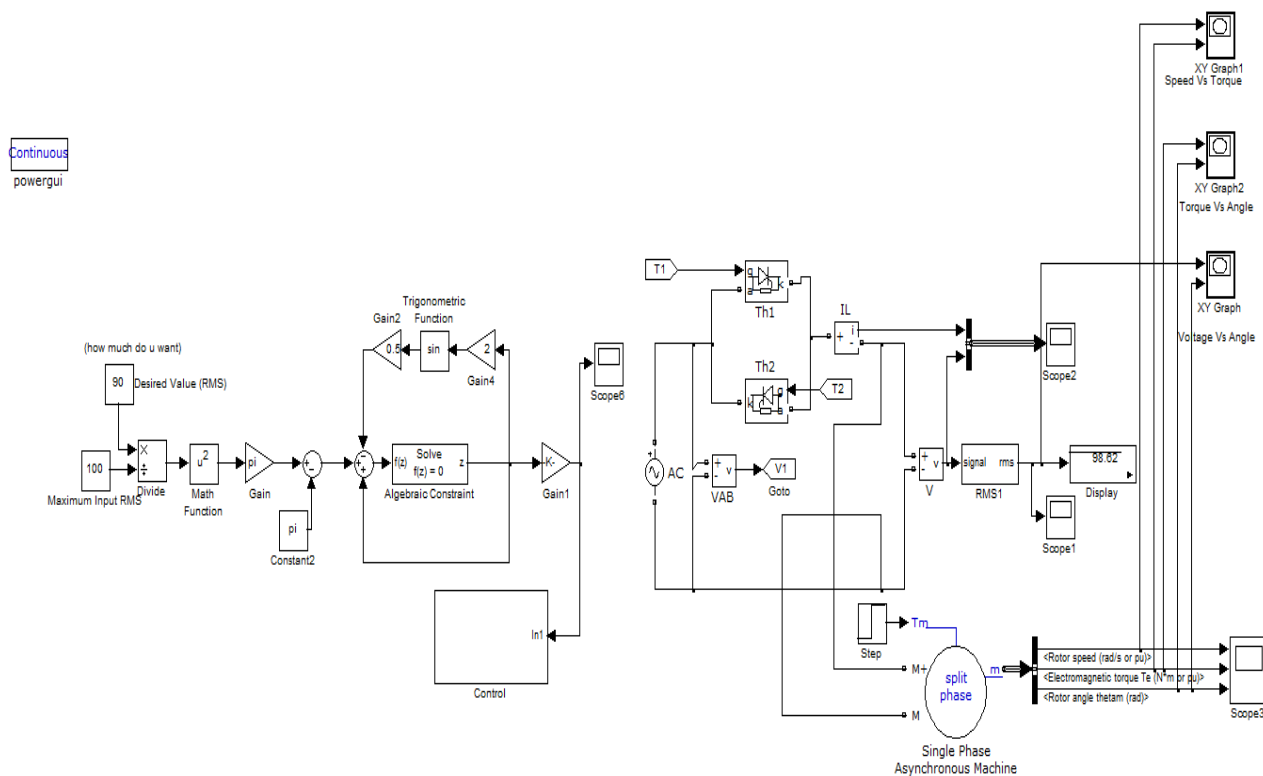 XY Graph1
Speed Vs Torque
XY Graph2
Torque Vs Angle
XY Graph
Voltage Vs Angle
Continuous
powergui
(how much do u want)
90
Desired Value (RMS)
100
Maximum Input RMS
X
÷
Divide
u²
Math
Function
pi
Gain
+
-
pi
Constant2
Gain2
0.5
Trigonometric
Function
sin
2
Gain4
f(z)
Solve
f(z) = 0
z
Algebraic Constraint
K-
Gain1
Scope6
In1
Control
T1
g
a
k
Th1
Th2
k
g
a
T2
IL
+
i
-
AC
+
-
v
VAB
V1
Goto
+
-
v
V
signal
rms
RMS1
98.62
Display
Scope2
Scope1
Step
Tm
M+
M
m
split
phase
Single Phase
Asynchronous Machine
<Rotor speed (rad/s or pu)>
<Electromagnetic torque Te (N*m or pu)>
<Rotor angle thetam (rad)>
Scope3